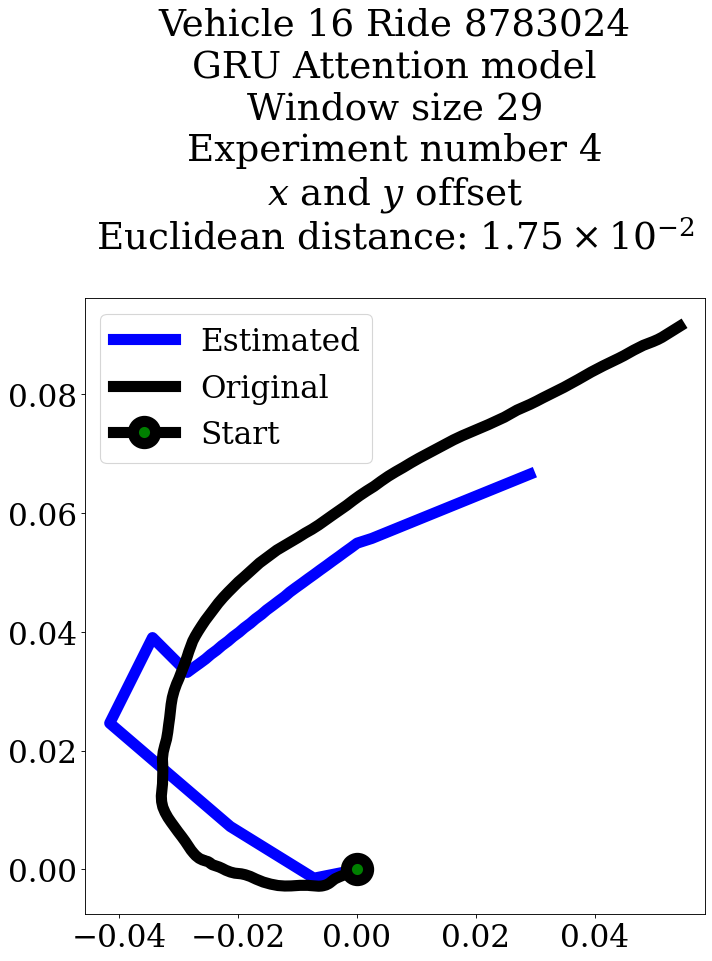 Vehicle 16 Ride 8783024
GRU Attention model
Window size 29
Experiment number 4
x and y offset
Euclidean distance: 1.75 × 10⁻²
Estimated
Original
Start
0.08
0.06
0.04
0.02
0.00
−0.04 −0.02 0.00 0.02 0.04